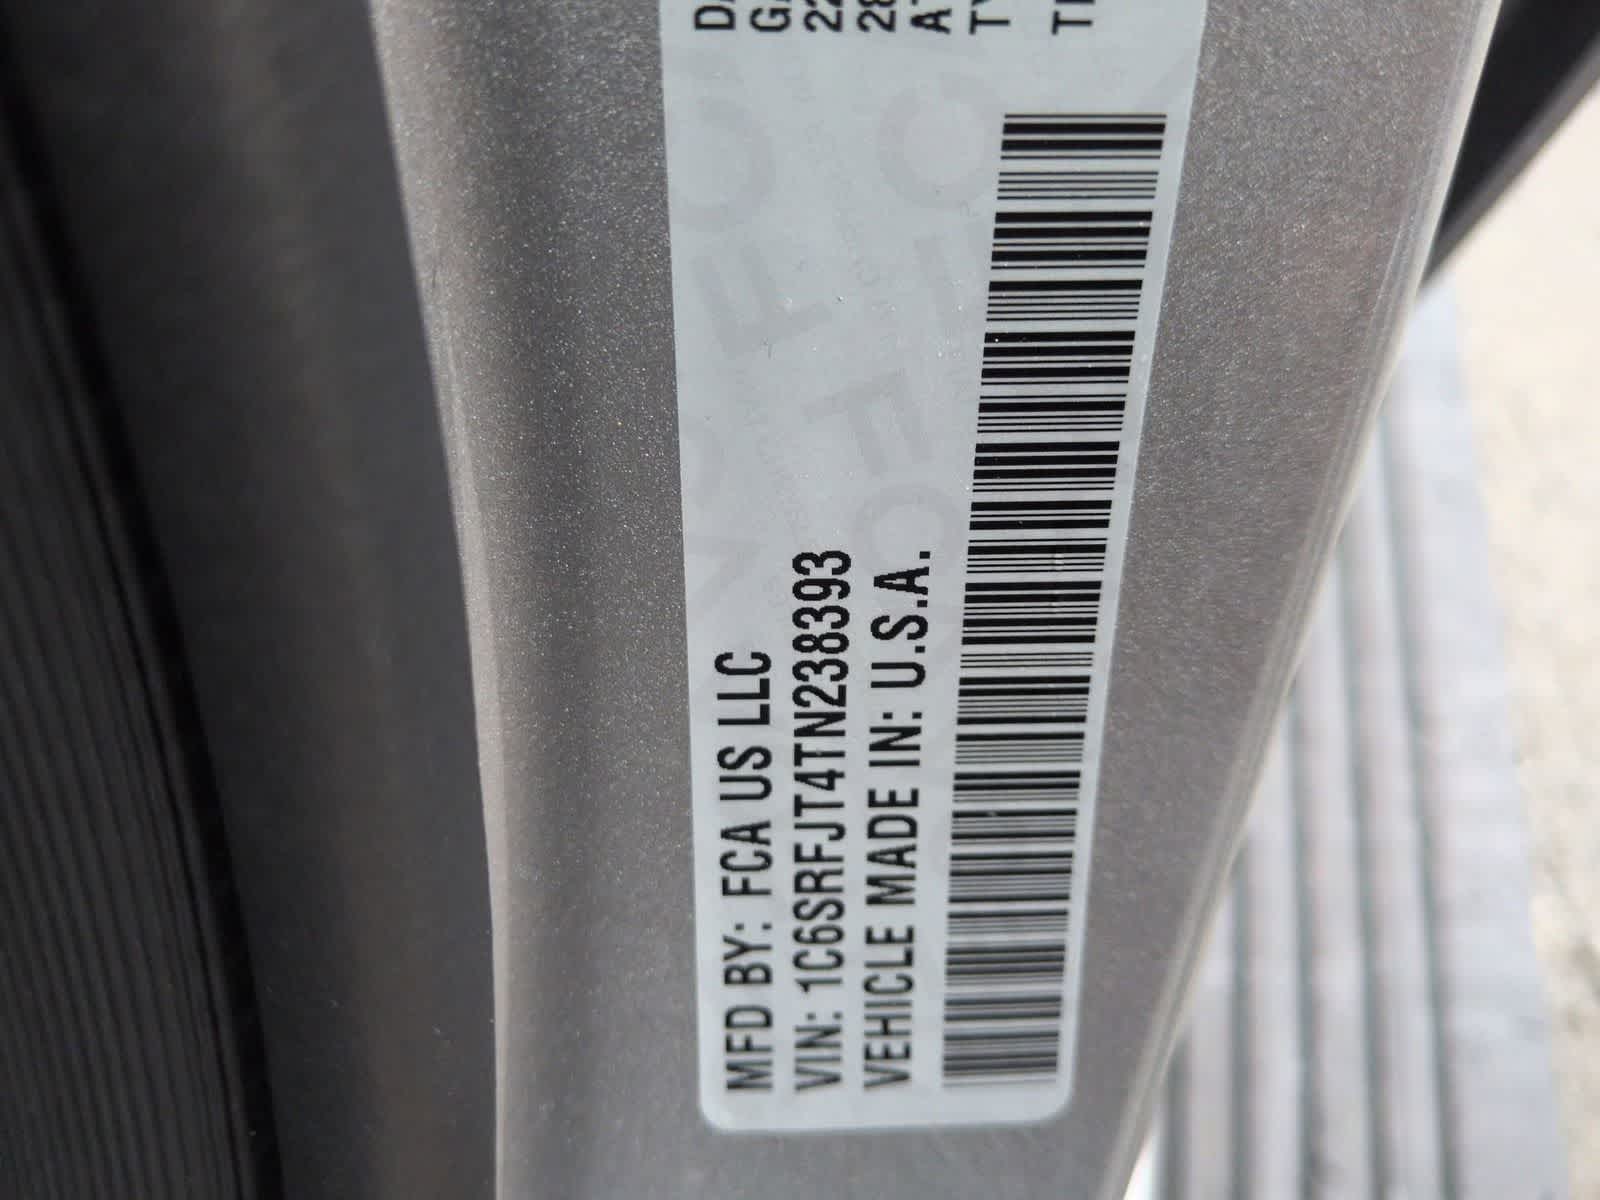 MFD BY: FCA US LLC
VIN: 1C6SRFJT4TN238393
VEHICLE MADE IN: U.S.A.